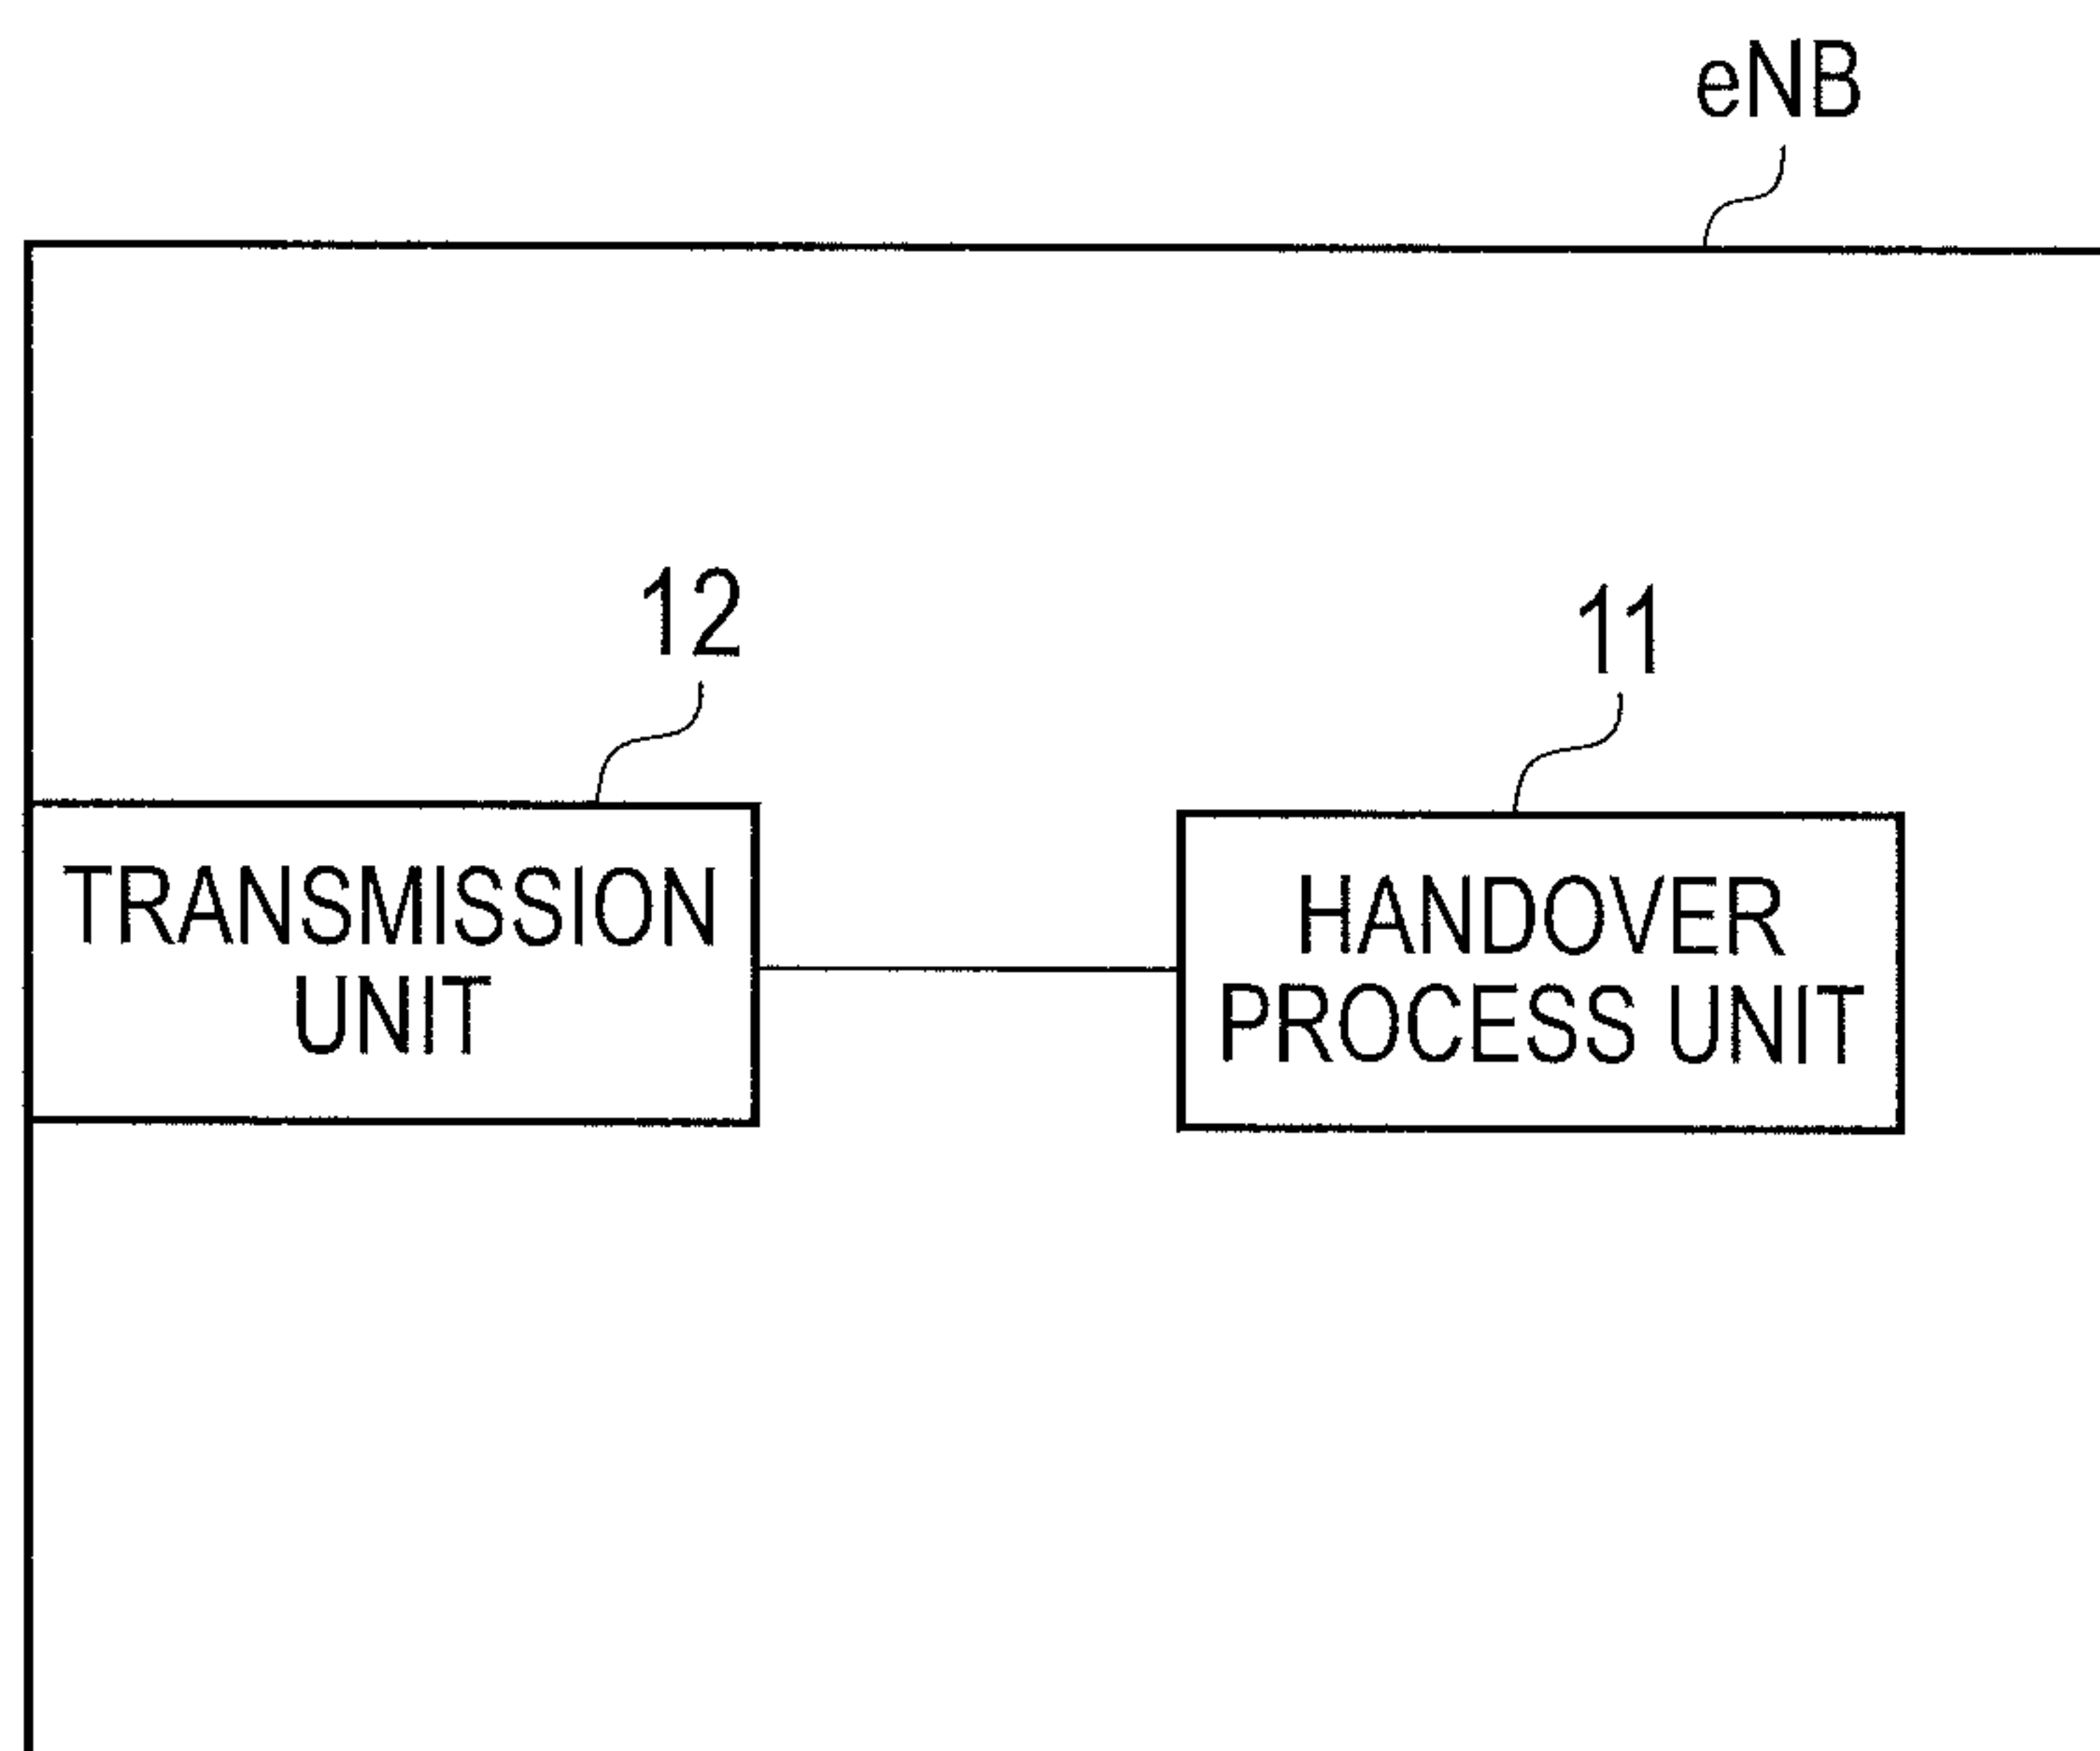 eNB
12
11
TRANSMISSION
UNIT
HANDOVER
PROCESS UNIT